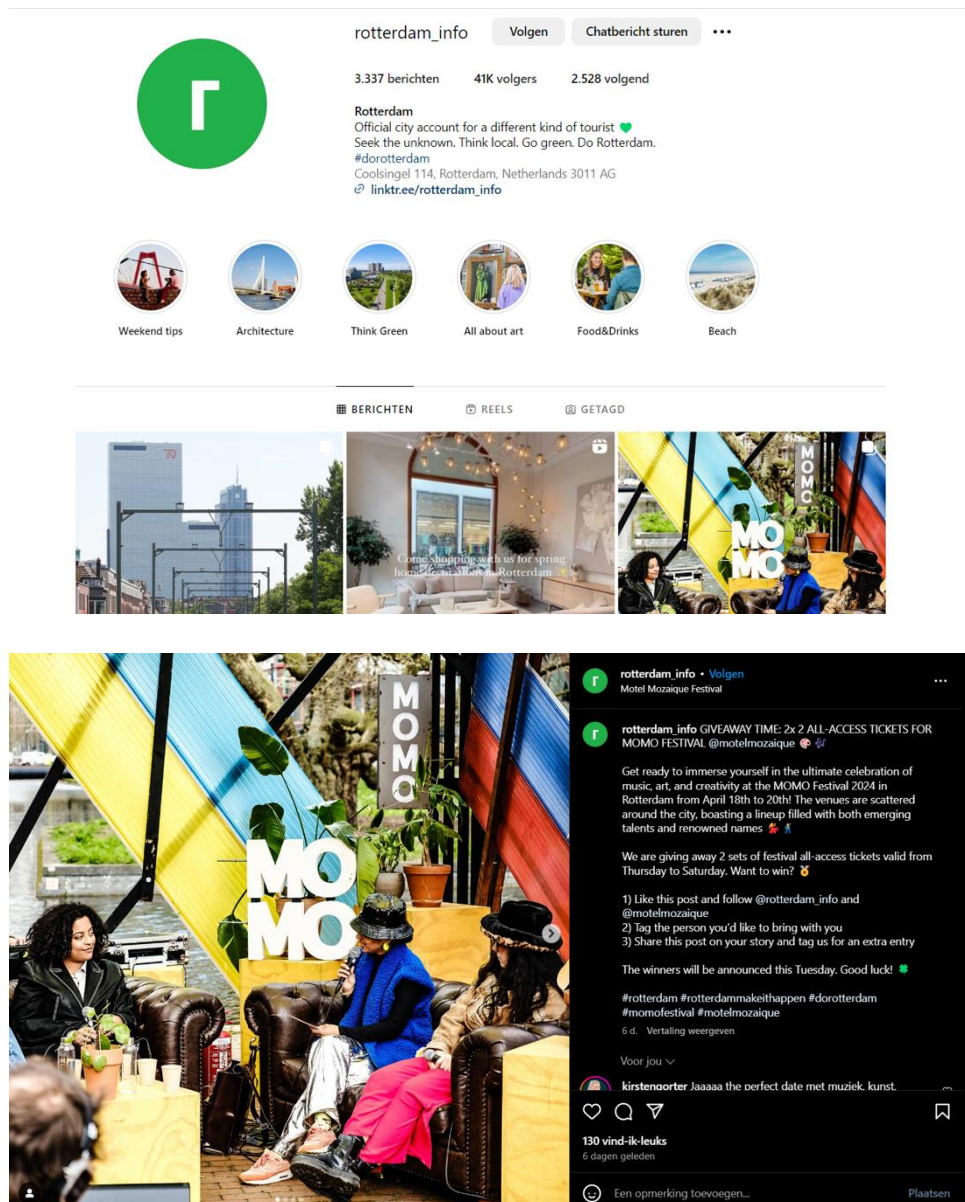 rotterdam_info Volgen Chatbericht sturen •••
3.337 berichten 41K volgers 2.528 volgend
Rotterdam
Official city account for a different kind of tourist 💚
Seek the unknown. Think local. Go green. Do Rotterdam.
#dorotterdam
Coolsingel 114, Rotterdam, Netherlands 3011 AG
linktr.ee/rotterdam_info
Weekend tips Architecture Think Green All about art Food&Drinks Beach
BERICHTEN REELS GETAGD
Come shopping with us for spring
home decorations in Rotterdam ✨
MOMO
MO
MO
MOMO
MO
MO
rotterdam_info • Volgen
Motel Mozaique Festival
rotterdam_info GIVEAWAY TIME: 2x 2 ALL-ACCESS TICKETS FOR
MOMO FESTIVAL @motelmozaique 🎨 🎶
Get ready to immerse yourself in the ultimate celebration of
music, art, and creativity at the MOMO Festival 2024 in
Rotterdam from April 18th to 20th! The venues are scattered
around the city, boasting a lineup filled with both emerging
talents and renowned names 💃 🕺
We are giving away 2 sets of festival all-access tickets valid from
Thursday to Saturday. Want to win? 🏅
1) Like this post and follow @rotterdam_info and
@motelmozaique
2) Tag the person you'd like to bring with you
3) Share this post on your story and tag us for an extra entry
The winners will be announced this Tuesday. Good luck! 🍀
#rotterdam #rotterdammakeithappen #dorotterdam
#momofestival #motelmozaique
6 d. Vertaling weergeven
Voor jou
kirstengorter Jaaaaa the perfect date met muziek, kunst,
130 vind-ik-leuks
6 dagen geleden
Een opmerking toevoegen... Plaatsen